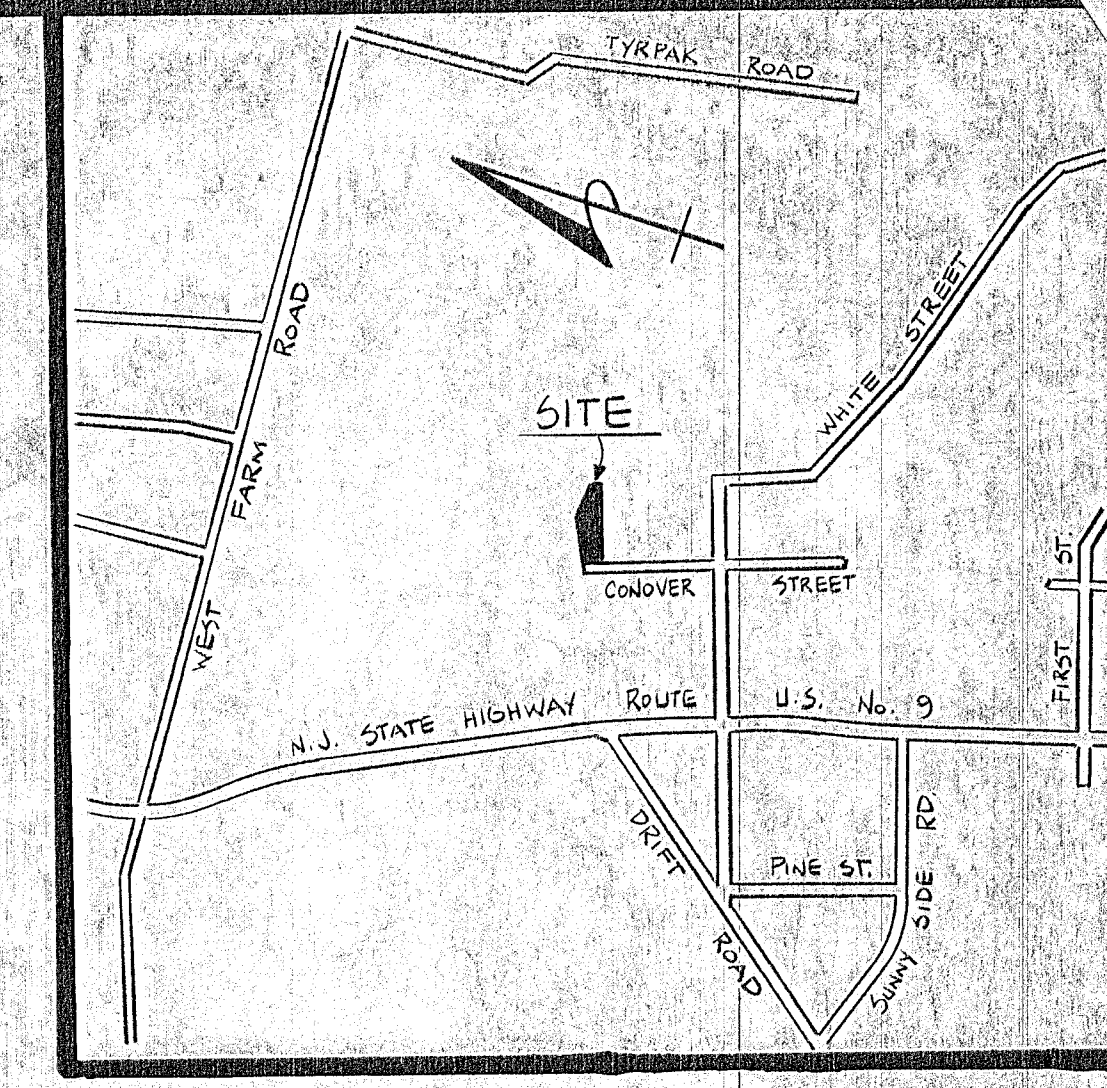 TYRPAK ROAD
WHITE STREET
SITE
WEST FARM ROAD
CONOVER STREET
FIRST ST.
N.J. STATE HIGHWAY ROUTE U.S. No. 9
DRIFT ROAD
PINE ST.
SUNNY SIDE RD.